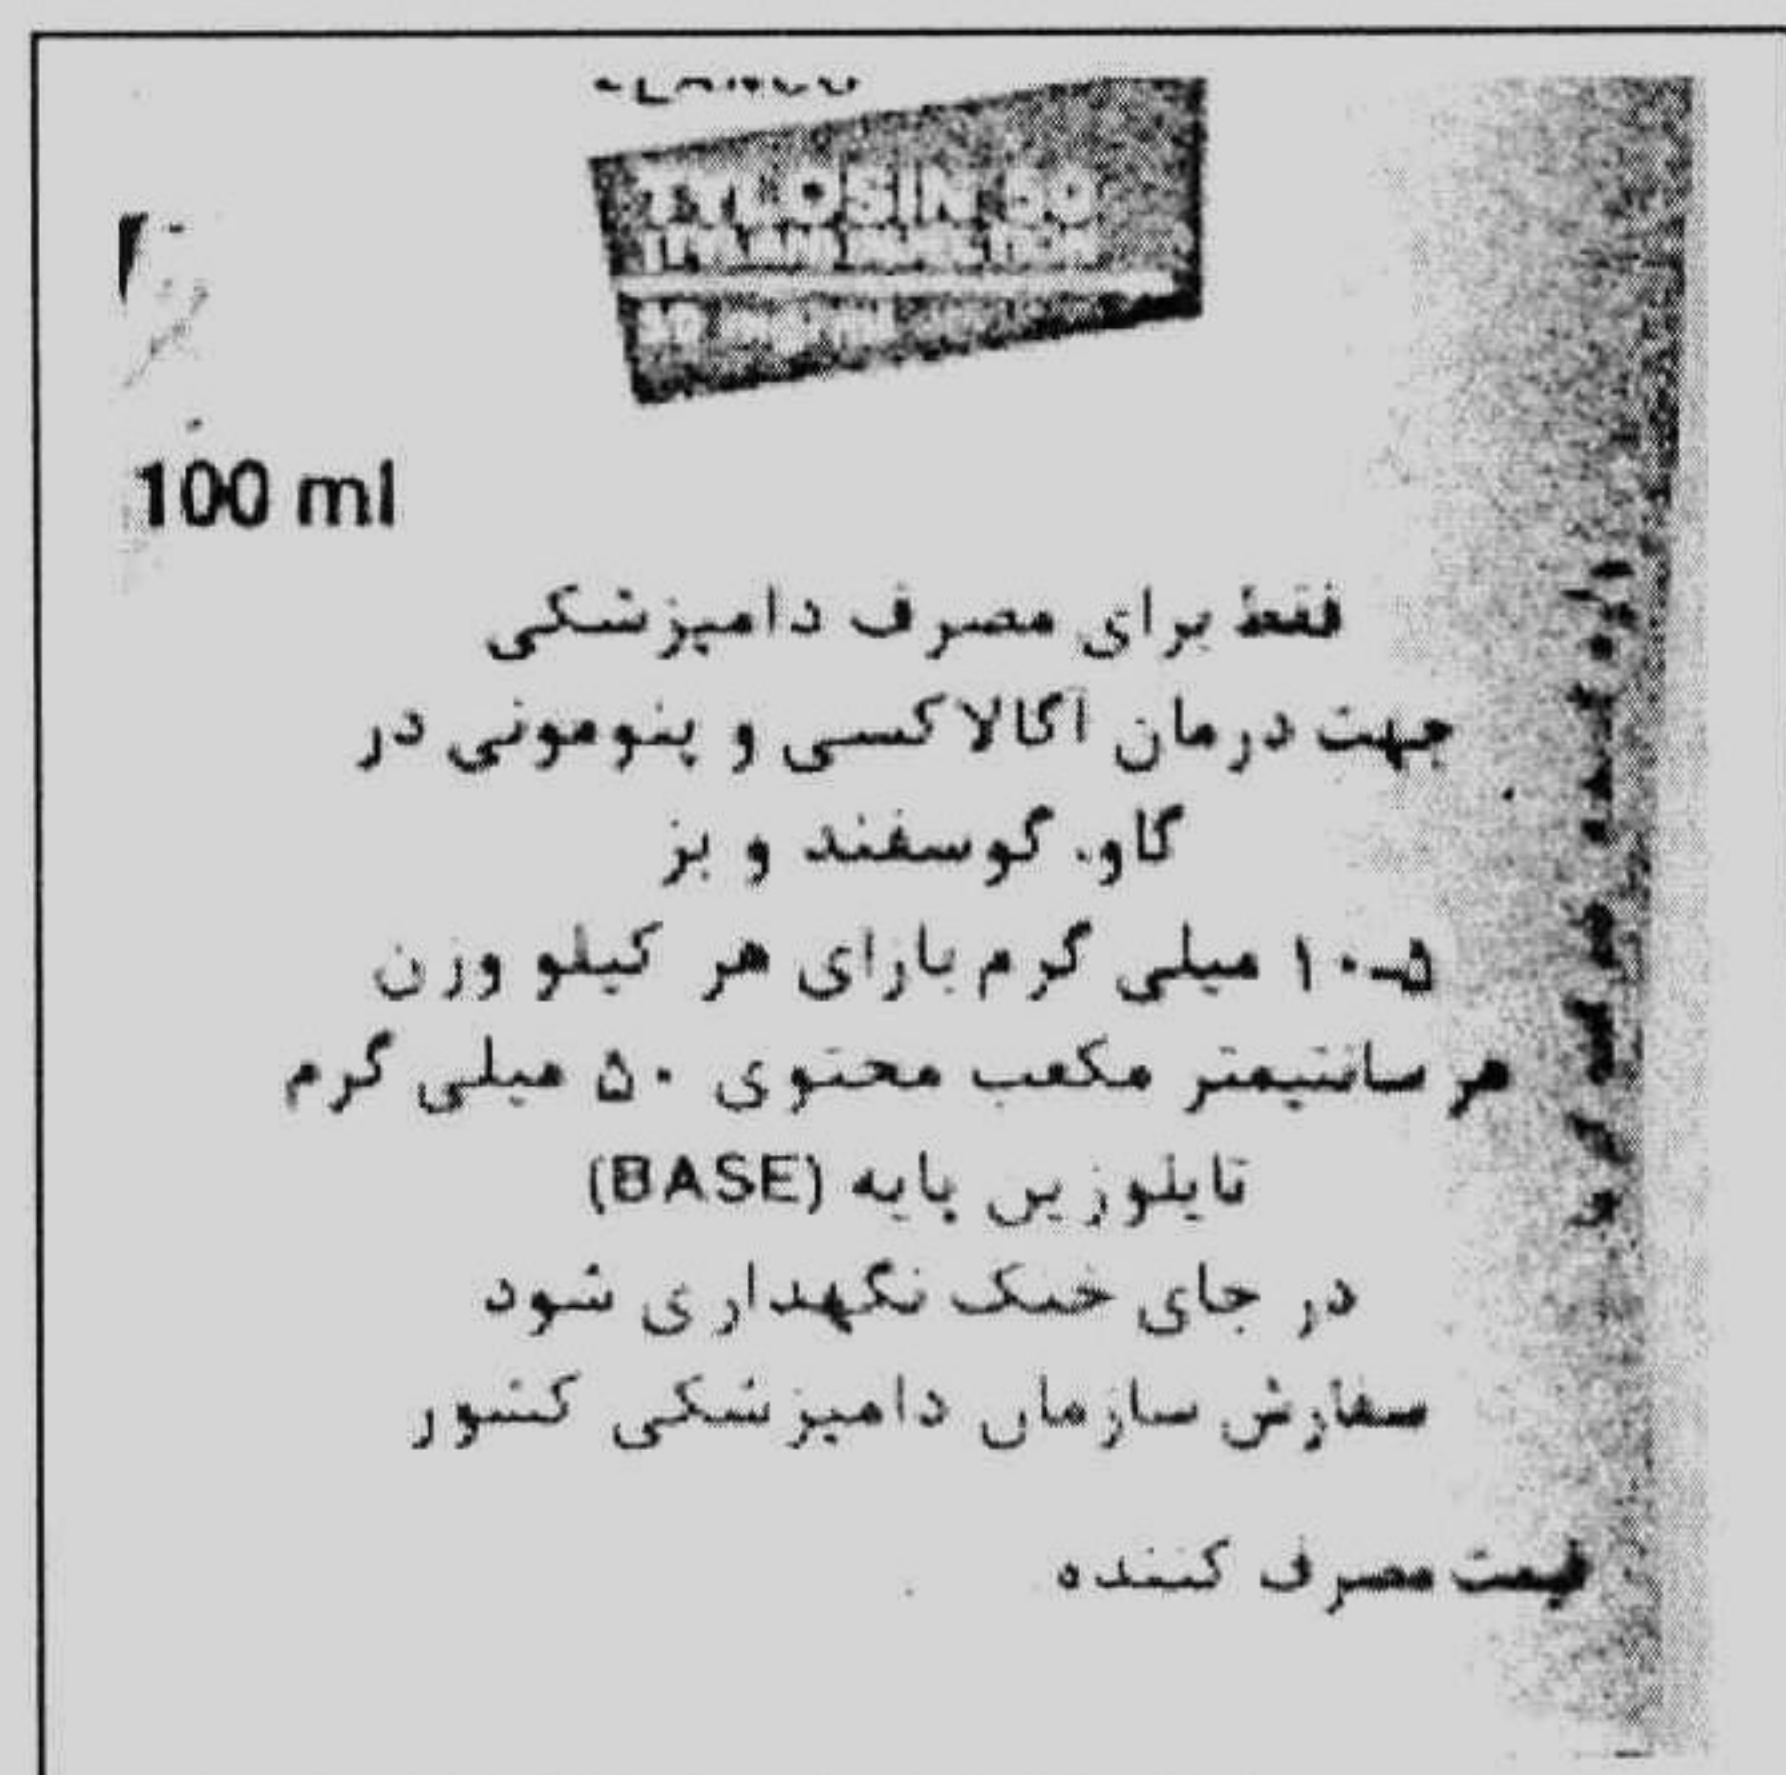 TYLOSIN 50
100 ml
فقط برای مصرف دامپزشکی
جهت درمان آگالاکسی و پنومونی در
گاو، گوسفند و بز
۵-۱۰ میلی گرم بازای هر کیلو وزن
هر سانتیمتر مکعب محتوی ۵۰ میلی گرم
تایلوزین پایه (BASE)
در جای خنک نگهداری شود
سفارش سازمان دامپزشکی کشور
قیمت مصرف کننده